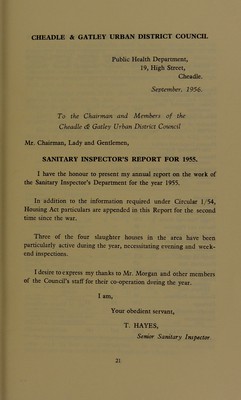 CHEADLE & GATLEY URBAN DISTRICT COUNCIL
Public Health Department,
19, High Street,
Cheadle.
September, 1956.
To the Chairman and Members of the
Cheadle & Gatley Urban District Council
Mr. Chairman, Lady and Gentlemen,
SANITARY INSPECTOR'S REPORT FOR 1955.
I have the honour to present my annual report on the work of
the Sanitary Inspector's Department for the year 1955.
In addition to the information required under Circular 1/54,
Housing Act particulars are appended in this Report for the second
time since the war.
Three of the four slaughter houses in the area have been
particularly active during the year, necessitating evening and week-
end inspections.
I desire to express my thanks to Mr. Morgan and other members
of the Council's staff for their co-operation during the year.
I am,
Your obedient servant,
T. HAYES,
Senior Sanitary Inspector
21